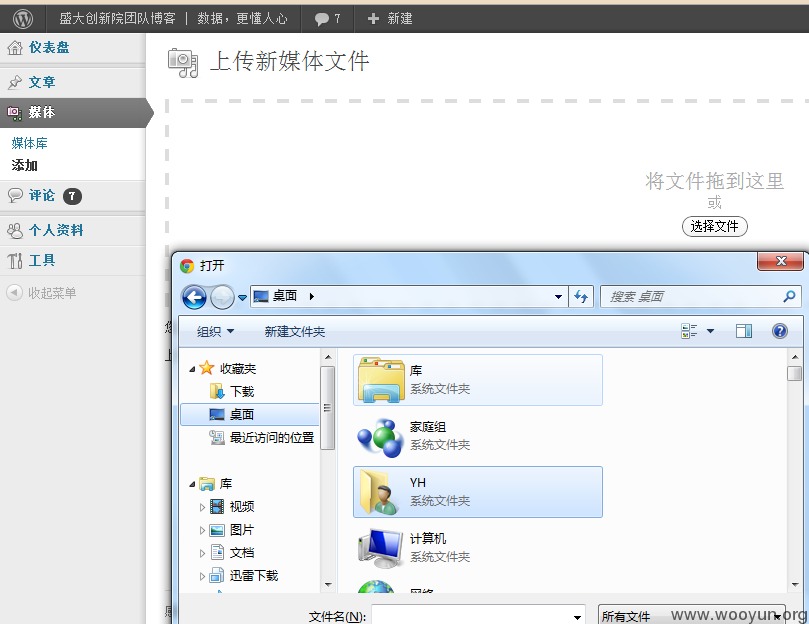 盛大创新院团队博客 | 数据，更懂人心 7 新建
仪表盘
文章
媒体
媒体库
添加
评论 7
个人资料
工具
收起菜单
上传新媒体文件
将文件拖到这里
或
选择文件
打开
桌面
搜索 桌面
组织
新建文件夹
收藏夹
下载
桌面
最近访问的位置
库
视频
图片
文档
迅雷下载
库
系统文件夹
家庭组
系统文件夹
YH
系统文件夹
计算机
系统文件夹
网络
文件名(N):
所有文件
www.wooyun.org